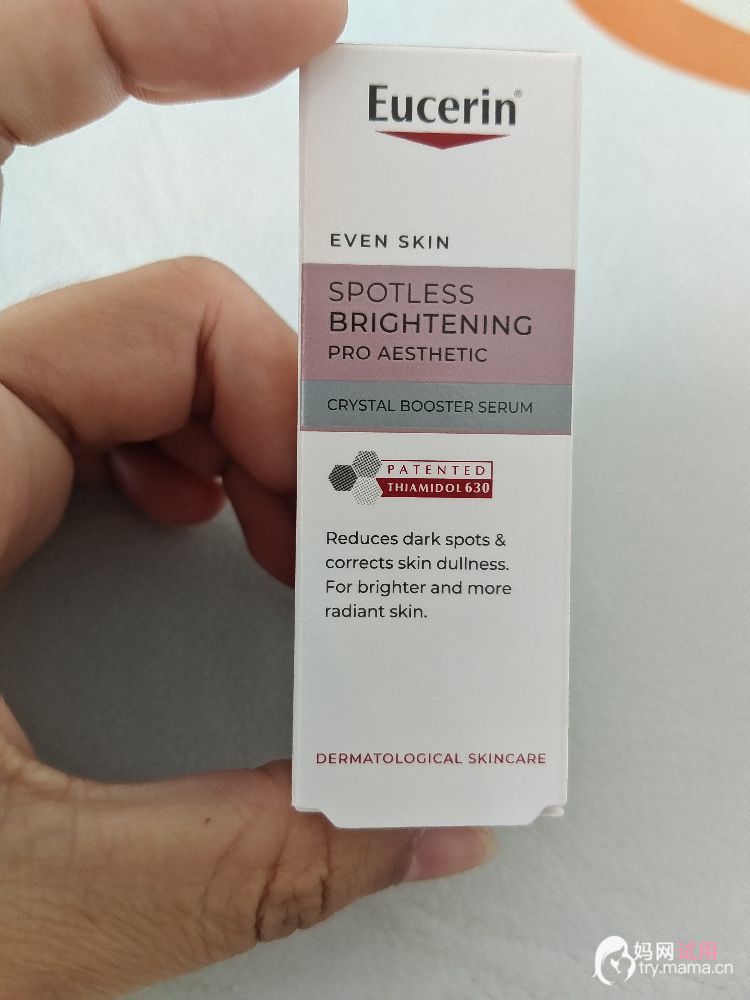 Eucerin®
EVEN SKIN
SPOTLESS
BRIGHTENING
PRO AESTHETIC
CRYSTAL BOOSTER SERUM
PATENTED
THIAMIDOL 630
Reduces dark spots &
corrects skin dullness.
For brighter and more
radiant skin.
DERMATOLOGICAL SKINCARE
妈网试用
try.mama.cn